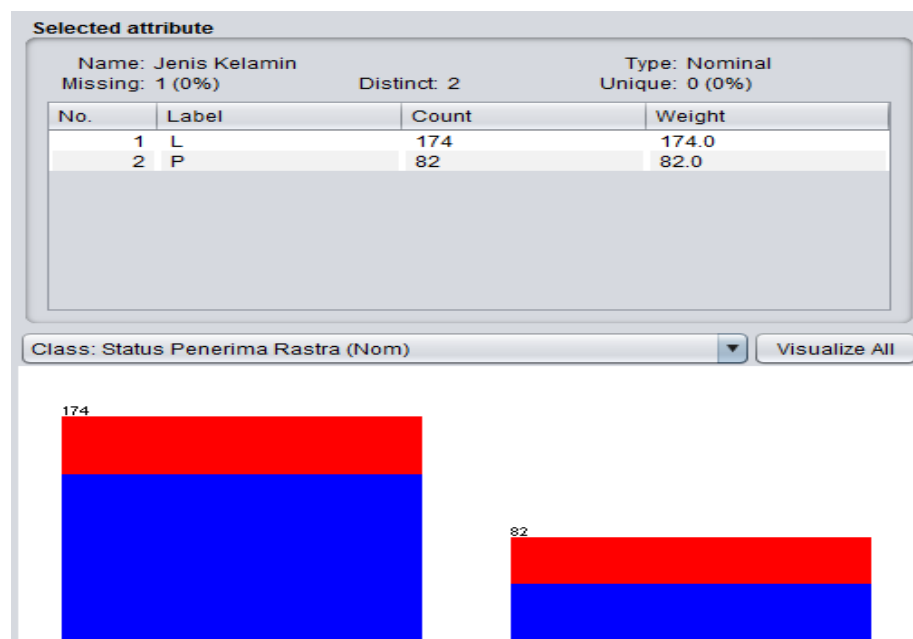 Selected attribute
Name: Jenis Kelamin Type: Nominal
Missing: 1 (0%) Distinct: 2 Unique: 0 (0%)
No. Label Count Weight
1 L 174 174.0
2 P 82 82.0
Class: Status Penerima Rastra (Nom) Visualize All
174
82